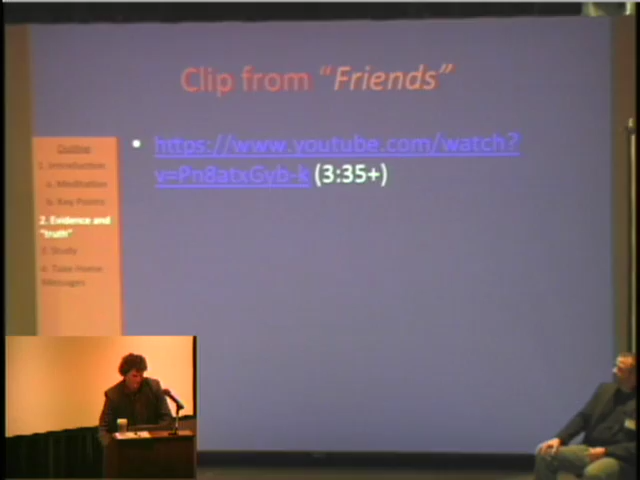 Clip from "Friends"
• https://www.youtube.com/watch?
v=Pn8atxGyb-k (3:35+)
Outline
1. Introduction
a. Meditation
b. Key Points
2. Evidence and
"truth"
3. Study
4. Take Home
Messages